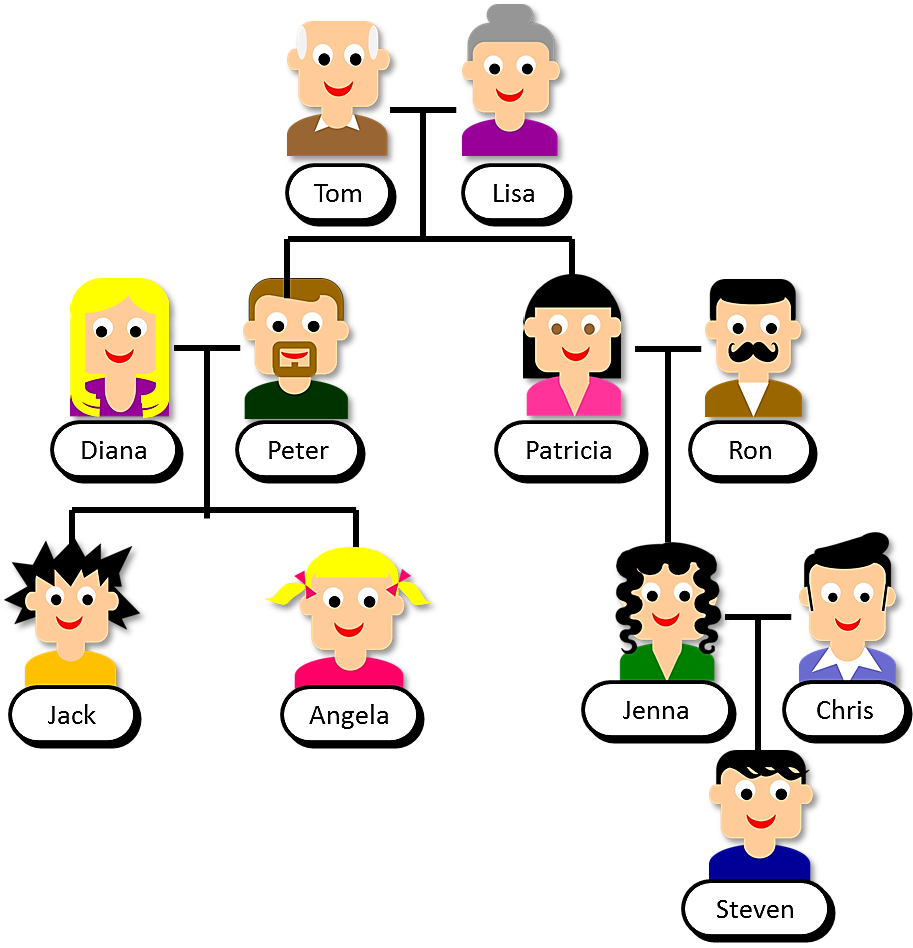 Tom
Lisa
Diana
Peter
Patricia
Ron
Jack
Angela
Jenna
Chris
Steven